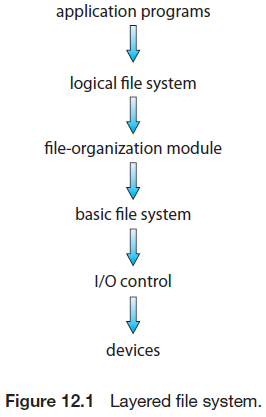 application programs
logical file system
file-organization module
basic file system
I/O control
devices
Figure 12.1 Layered file system.